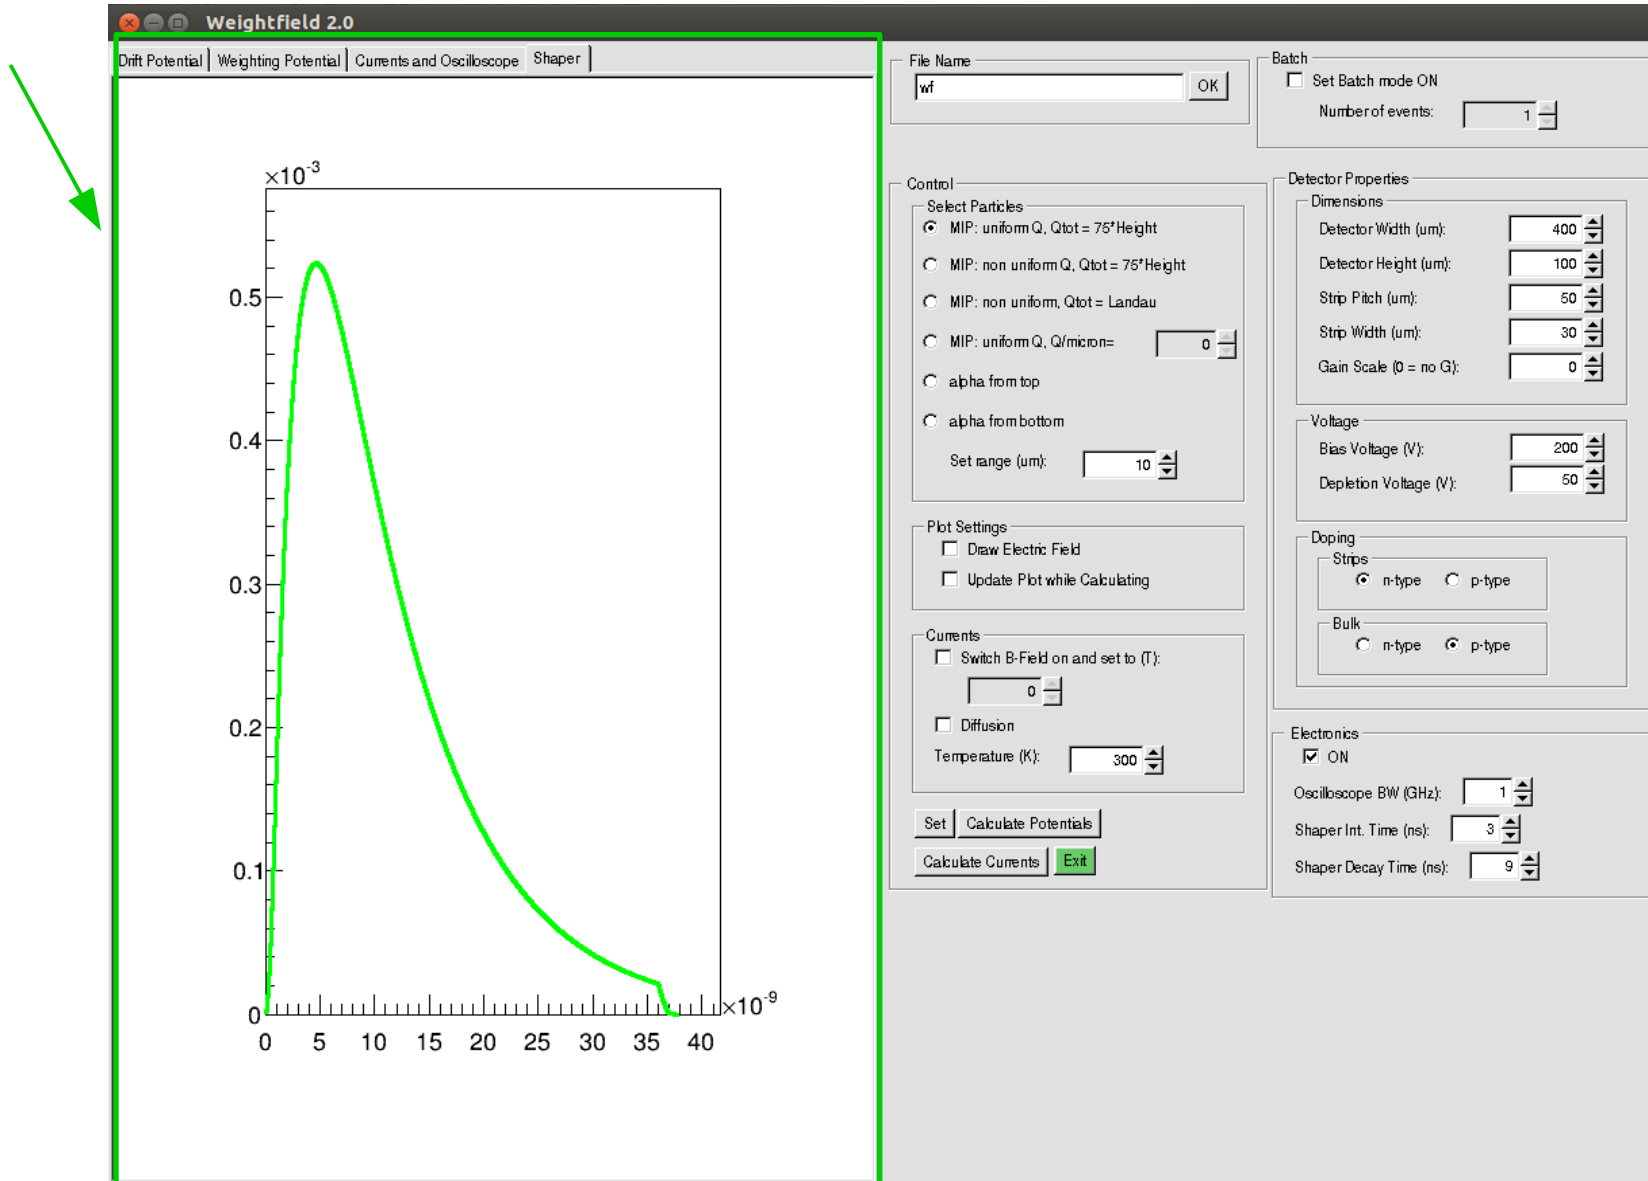 Weightfield 2.0
Drift Potential
Weighting Potential
Currents and Oscilloscope
Shaper
×10-3
0.5
0.4
0.3
0.2
0.1
0
0 5 10 15 20 25 30 35 40
×10-9
File Name
wf
OK
Batch
Set Batch mode ON
Number of events: 1
Control
Select Particles
MIP: uniform Q, Qtot = 75*Height
MIP: non uniform Q, Qtot = 75*Height
MIP: non uniform, Qtot = Landau
MIP: uniform Q, Q/micron= 0
alpha from top
alpha from bottom
Set range (um): 10
Plot Settings
Draw Electric Field
Update Plot while Calculating
Currents
Switch B-Field on and set to (T):
0
Diffusion
Temperature (K): 300
Set
Calculate Potentials
Calculate Currents
Exit
Detector Properties
Dimensions
Detector Width (um): 400
Detector Height (um): 100
Strip Pitch (um): 50
Strip Width (um): 30
Gain Scale (0 = no G): 0
Voltage
Bias Voltage (V): 200
Depletion Voltage (V): 50
Doping
Strips
n-type p-type
Bulk
n-type p-type
Electronics
ON
Oscilloscope BW (GHz): 1
Shaper Int. Time (ns): 3
Shaper Decay Time (ns): 9